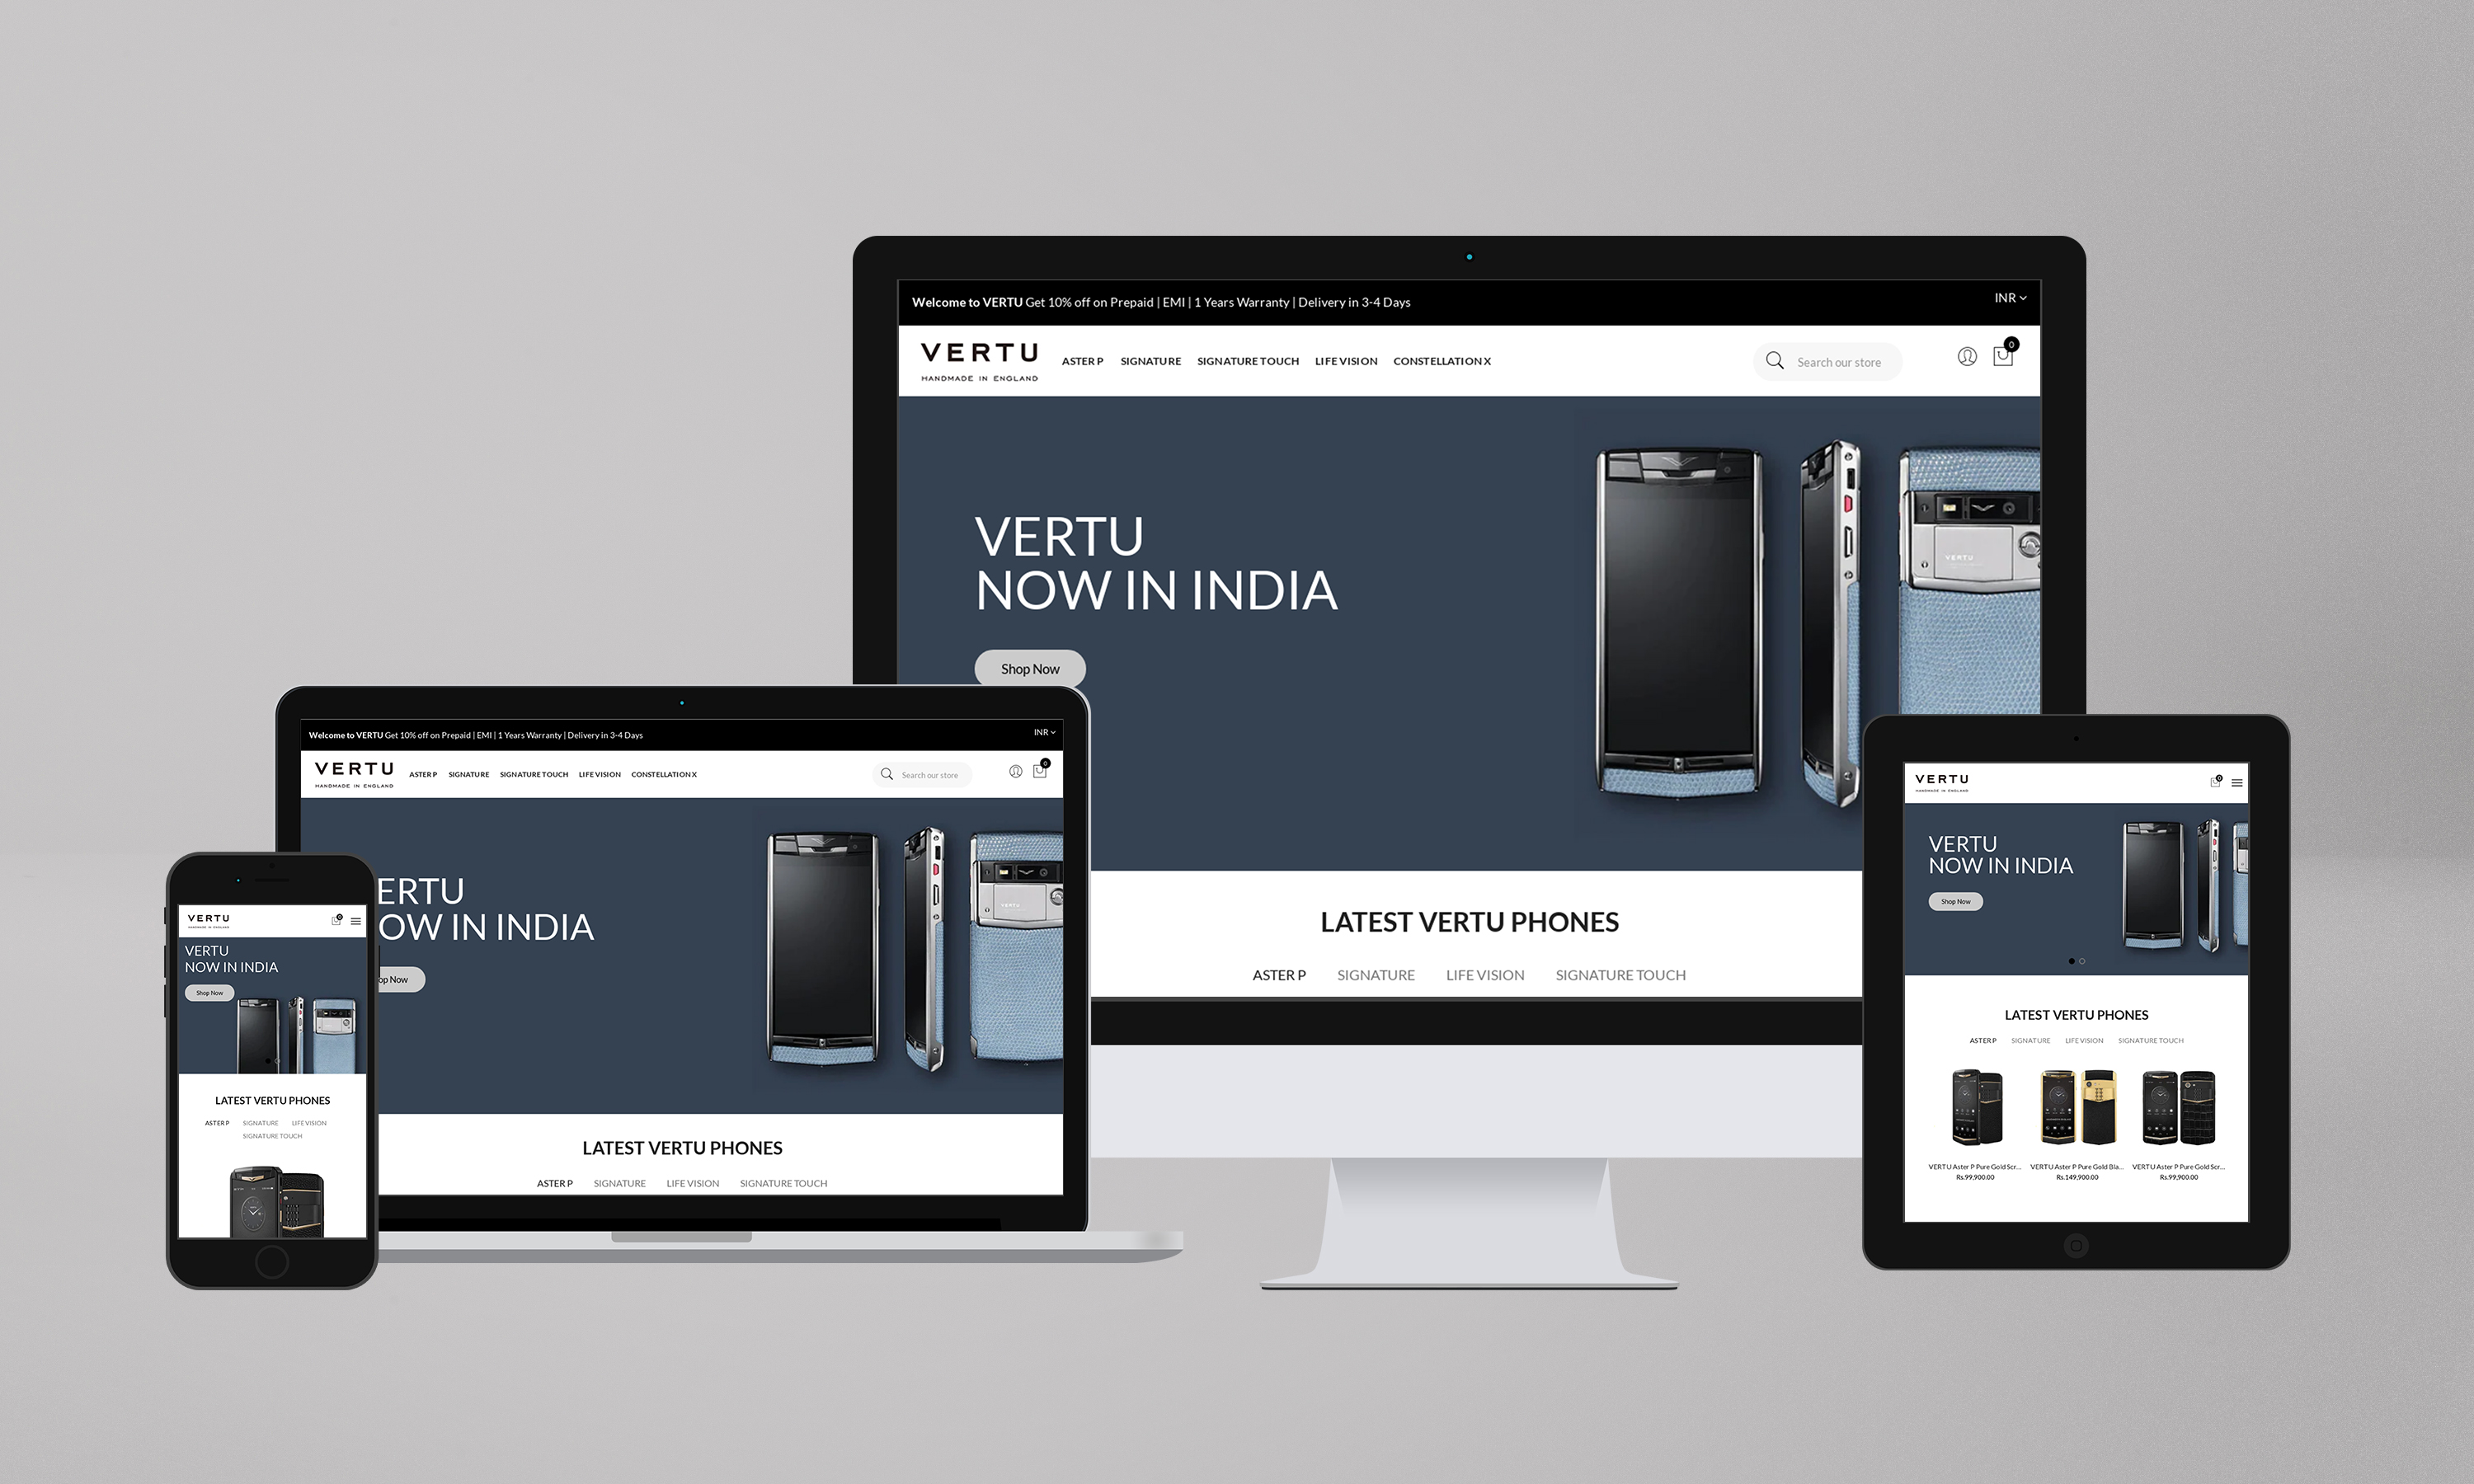 Welcome to VERTU Get 10% off on Prepaid | EMI | 1 Years Warranty | Delivery in 3-4 Days
INR
VERTU
HANDMADE IN ENGLAND
ASTER P SIGNATURE SIGNATURE TOUCH LIFE VISION CONSTELLATION X
Search our store
0
VERTU
NOW IN INDIA
Shop Now
VERTU
LATEST VERTU PHONES
ASTER P SIGNATURE LIFE VISION SIGNATURE TOUCH
Welcome to VERTU Get 10% off on Prepaid | EMI | 1 Years Warranty | Delivery in 3-4 Days
INR
VERTU
HANDMADE IN ENGLAND
ASTER P SIGNATURE SIGNATURE TOUCH LIFE VISION CONSTELLATION X
Search our store
0
ERTU
OW IN INDIA
op Now
VERTU
LATEST VERTU PHONES
ASTER P SIGNATURE LIFE VISION SIGNATURE TOUCH
VERTU
HANDMADE IN ENGLAND
0
VERTU
NOW IN INDIA
Shop Now
LATEST VERTU PHONES
ASTER P SIGNATURE LIFE VISION
SIGNATURE TOUCH
VERTU
HANDMADE IN ENGLAND
0
VERTU
NOW IN INDIA
Shop Now
LATEST VERTU PHONES
ASTER P SIGNATURE LIFE VISION SIGNATURE TOUCH
VERTU Aster P Pure Gold Scr... VERTU Aster P Pure Gold Bla... VERTU Aster P Pure Gold Scr...
Rs.99,900.00 Rs.149,900.00 Rs.99,900.00